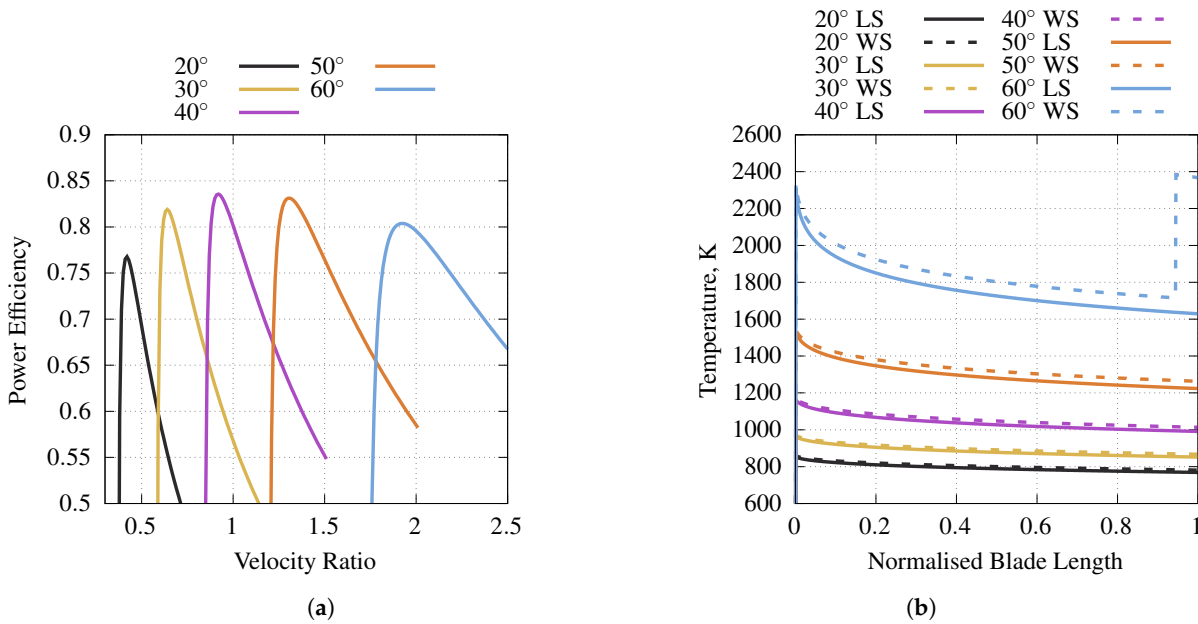 20° 50°
30° 60°
40°
0.9
0.85
0.8
0.75
0.7
0.65
0.6
0.55
0.5
Power Efficiency
0.5 1 1.5 2 2.5
Velocity Ratio
(a)
20° LS 40° WS
20° WS 50° LS
30° LS 50° WS
30° WS 60° LS
40° LS 60° WS
2600
2400
2200
2000
1800
1600
1400
1200
1000
800
600
Temperature, K
0 0.2 0.4 0.6 0.8 1
Normalised Blade Length
(b)